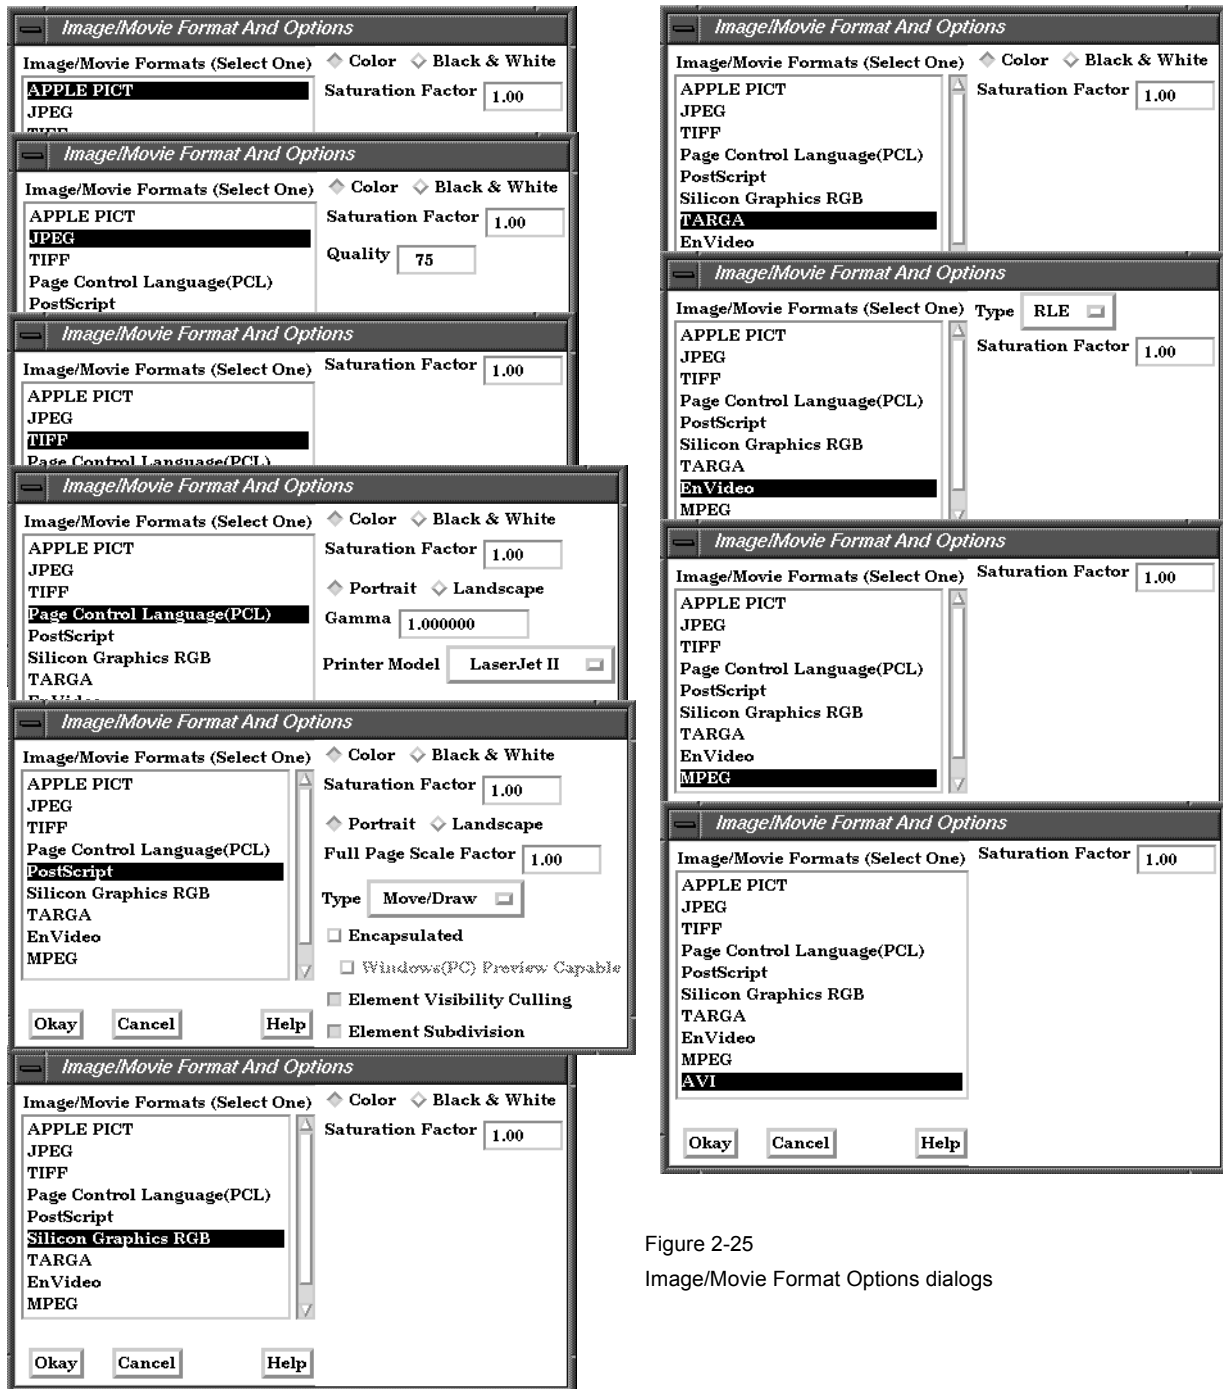 Image/Movie Format And Options
Image/Movie Formats (Select One)
Color
Black & White
APPLE PICT
JPEG
TIFF
Saturation Factor
1.00
Image/Movie Format And Options
Image/Movie Formats (Select One)
Color
Black & White
APPLE PICT
JPEG
TIFF
Page Control Language(PCL)
PostScript
Saturation Factor
1.00
Quality
75
Image/Movie Format And Options
Image/Movie Formats (Select One)
APPLE PICT
JPEG
TIFF
Page Control Language(PCL)
Saturation Factor
1.00
Image/Movie Format And Options
Image/Movie Formats (Select One)
Color
Black & White
APPLE PICT
JPEG
TIFF
Page Control Language(PCL)
PostScript
Silicon Graphics RGB
TARGA
EnVideo
Saturation Factor
1.00
Portrait
Landscape
Gamma
1.000000
Printer Model
LaserJet II
Image/Movie Format And Options
Image/Movie Formats (Select One)
Color
Black & White
APPLE PICT
JPEG
TIFF
Page Control Language(PCL)
PostScript
Silicon Graphics RGB
TARGA
EnVideo
MPEG
Saturation Factor
1.00
Portrait
Landscape
Full Page Scale Factor
1.00
Type
Move/Draw
Encapsulated
Windows(PC) Preview Capable
Element Visibility Culling
Element Subdivision
Okay
Cancel
Help
Image/Movie Format And Options
Image/Movie Formats (Select One)
Color
Black & White
APPLE PICT
JPEG
TIFF
Page Control Language(PCL)
PostScript
Silicon Graphics RGB
TARGA
EnVideo
MPEG
Saturation Factor
1.00
Okay
Cancel
Help
Image/Movie Format And Options
Image/Movie Formats (Select One)
Color
Black & White
APPLE PICT
JPEG
TIFF
Page Control Language(PCL)
PostScript
Silicon Graphics RGB
TARGA
EnVideo
Saturation Factor
1.00
Image/Movie Format And Options
Image/Movie Formats (Select One)
Type
RLE
APPLE PICT
JPEG
TIFF
Page Control Language(PCL)
PostScript
Silicon Graphics RGB
TARGA
EnVideo
MPEG
Saturation Factor
1.00
Image/Movie Format And Options
Image/Movie Formats (Select One)
APPLE PICT
JPEG
TIFF
Page Control Language(PCL)
PostScript
Silicon Graphics RGB
TARGA
EnVideo
MPEG
Saturation Factor
1.00
Image/Movie Format And Options
Image/Movie Formats (Select One)
APPLE PICT
JPEG
TIFF
Page Control Language(PCL)
PostScript
Silicon Graphics RGB
TARGA
EnVideo
MPEG
AVI
Saturation Factor
1.00
Okay
Cancel
Help
Figure 2-25
Image/Movie Format Options dialogs